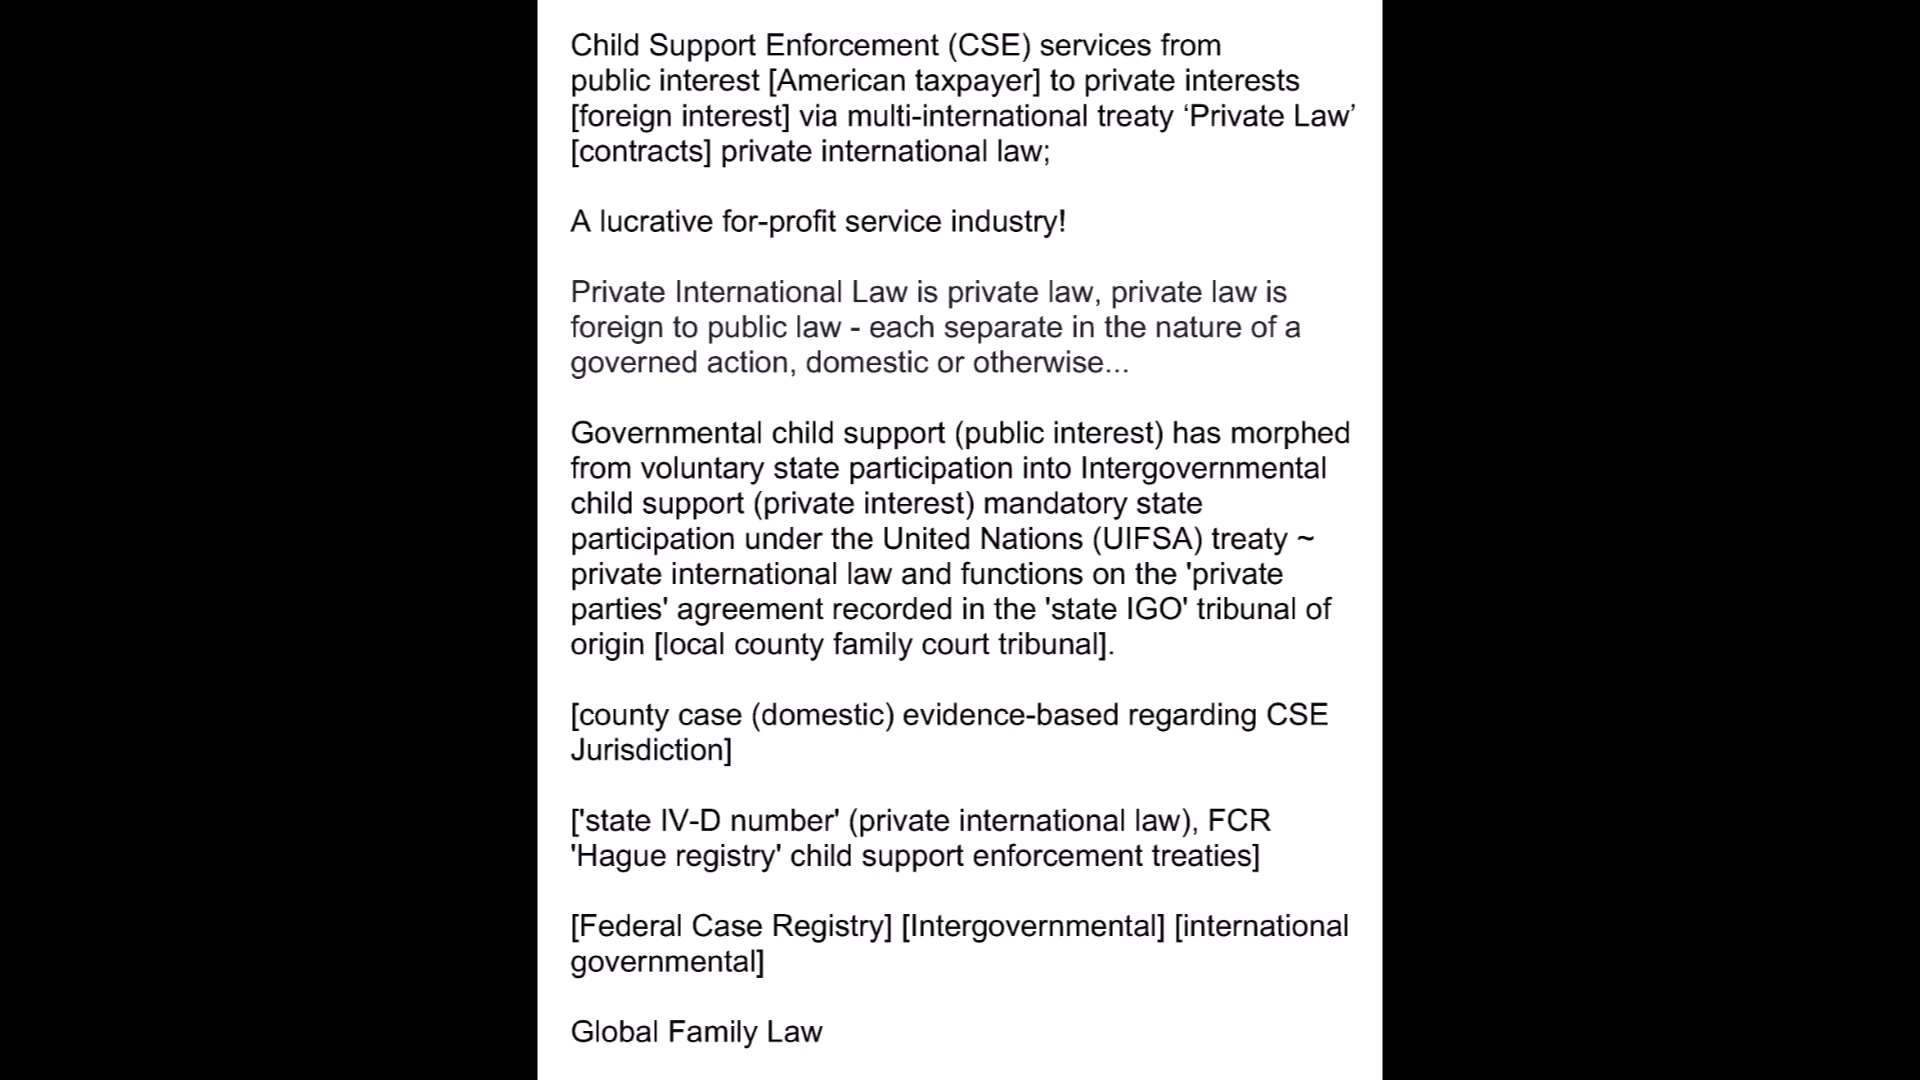 Child Support Enforcement (CSE) services from
public interest [American taxpayer] to private interests
[foreign interest] via multi-international treaty ‘Private Law’
[contracts] private international law;
A lucrative for-profit service industry!
Private International Law is private law, private law is
foreign to public law - each separate in the nature of a
governed action, domestic or otherwise...
Governmental child support (public interest) has morphed
from voluntary state participation into Intergovernmental
child support (private interest) mandatory state
participation under the United Nations (UIFSA) treaty ~
private international law and functions on the 'private
parties' agreement recorded in the 'state IGO' tribunal of
origin [local county family court tribunal].
[county case (domestic) evidence-based regarding CSE
Jurisdiction]
['state IV-D number' (private international law), FCR
'Hague registry' child support enforcement treaties]
[Federal Case Registry] [Intergovernmental] [international
governmental]
Global Family Law